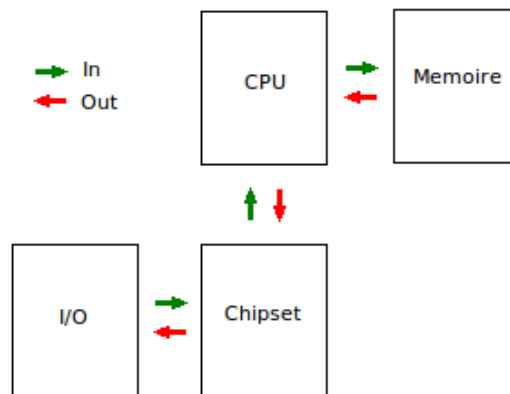 In
Out
CPU
Memoire
I/O
Chipset